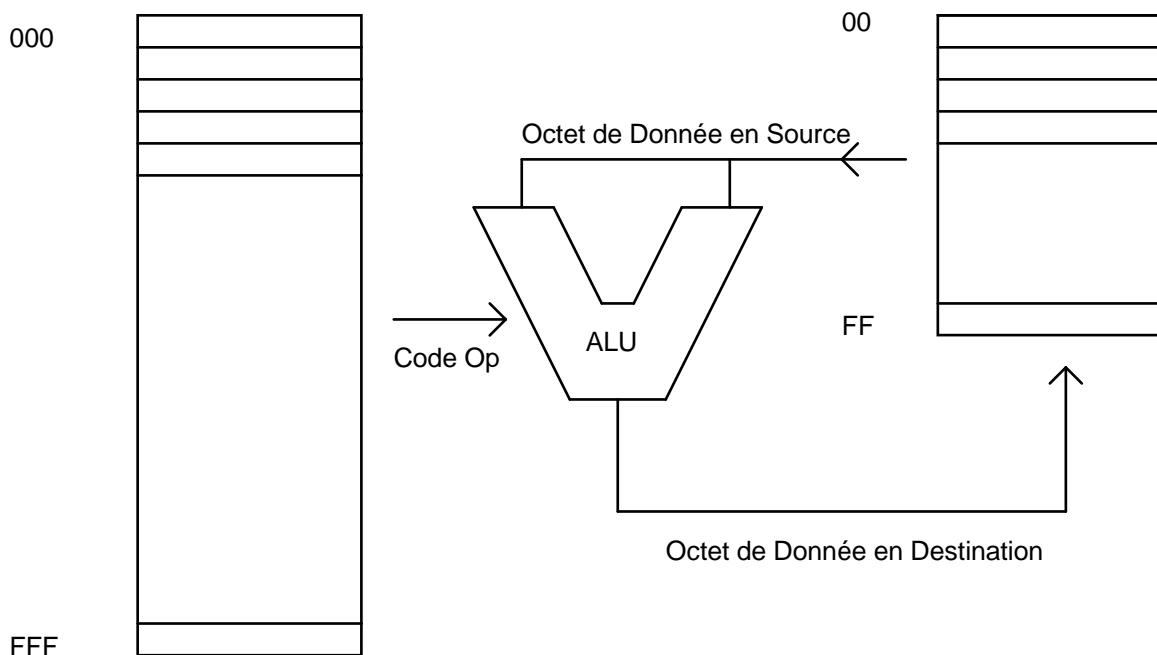 000
00
Octet de Donnée en Source
FF
ALU
Code Op
Octet de Donnée en Destination
FFF